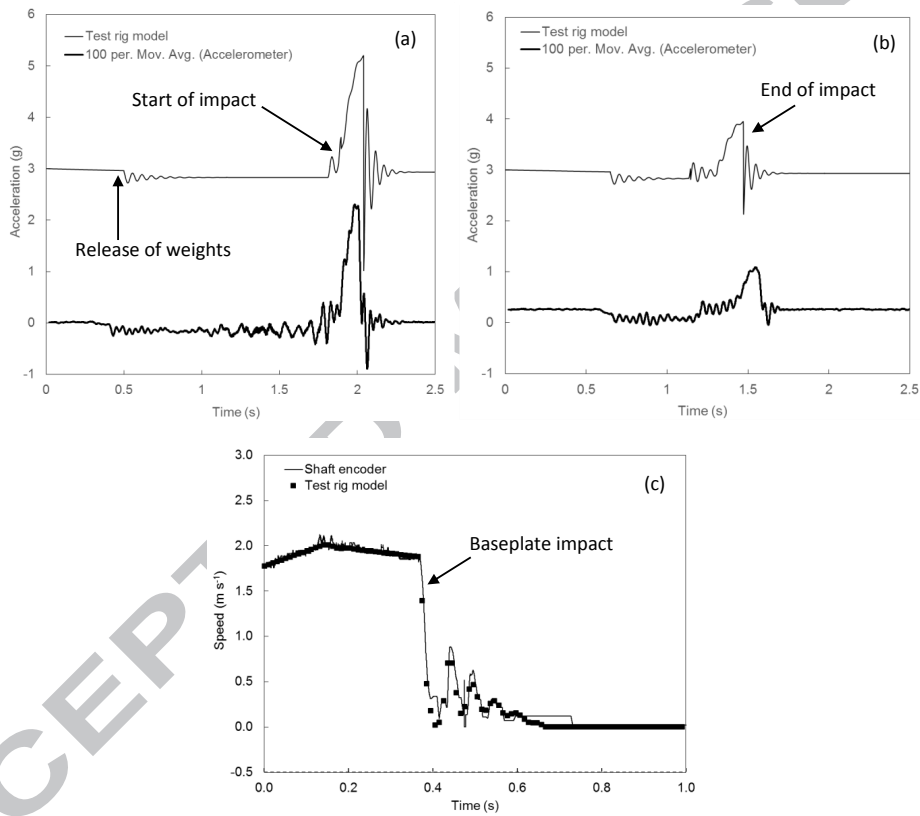 6
5
4
3
2
1
0
-1
Acceleration (g)
Test rig model
100 per. Mov. Avg. (Accelerometer)
(a)
Start of impact
Release of weights
0 0.5 1 1.5 2 2.5
Time (s)
6
5
4
3
2
1
0
-1
Acceleration (g)
Test rig model
100 per. Mov. Avg. (Accelerometer)
(b)
End of impact
0 0.5 1 1.5 2 2.5
Time (s)
3.0
2.5
2.0
1.5
1.0
0.5
0.0
-0.5
Speed (m s⁻¹)
Shaft encoder
Test rig model
(c)
Baseplate impact
0.0 0.2 0.4 0.6 0.8 1.0
Time (s)
CEPT